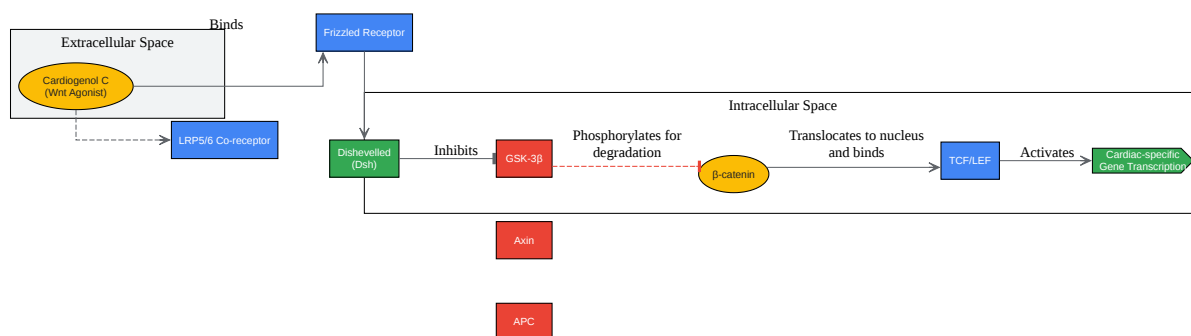 Binds
Extracellular Space
Cardiogenol C
(Wnt Agonist)
Frizzled Receptor
LRP5/6 Co-receptor
Intracellular Space
Dishevelled
(Dsh)
Inhibits
GSK-3β
Phosphorylates for
degradation
β-catenin
Translocates to nucleus
and binds
TCF/LEF
Activates
Cardiac-specific
Gene Transcription
Axin
APC